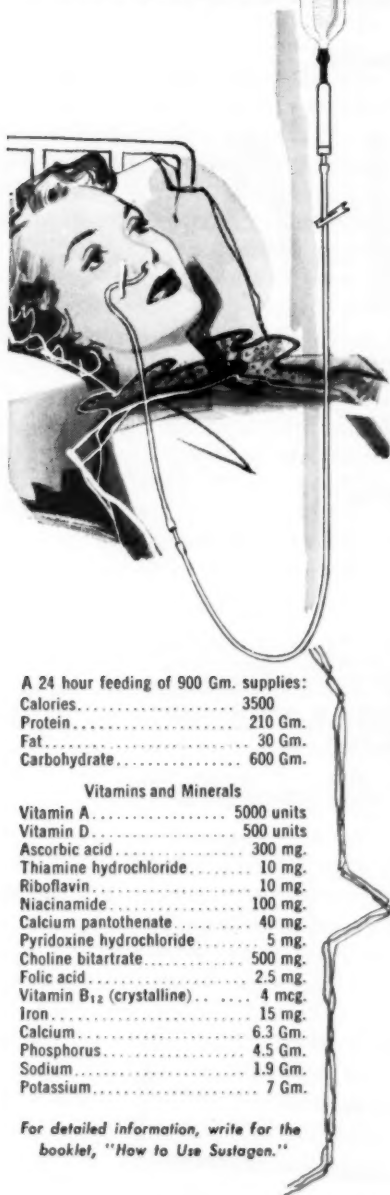 A 24 hour feeding of 900 Gm. supplies:
Calories.................... 3500
Protein.................... 210 Gm.
Fat.................... 30 Gm.
Carbohydrate.................... 600 Gm.
Vitamins and Minerals
Vitamin A.................... 5000 units
Vitamin D.................... 500 units
Ascorbic acid.................... 300 mg.
Thiamine hydrochloride.......... 10 mg.
Riboflavin.................... 10 mg.
Niacinamide.................... 100 mg.
Calcium pantothenate............ 40 mg.
Pyridoxine hydrochloride........ 5 mg.
Choline bitartrate.............. 500 mg.
Folic acid.................... 2.5 mg.
Vitamin B₁₂ (crystalline)...... 4 mcg.
Iron.................... 15 mg.
Calcium.................... 6.3 Gm.
Phosphorus.................... 4.5 Gm.
Sodium.................... 1.9 Gm.
Potassium.................... 7 Gm.
For detailed information, write for the
booklet, "How to Use Sustagen."